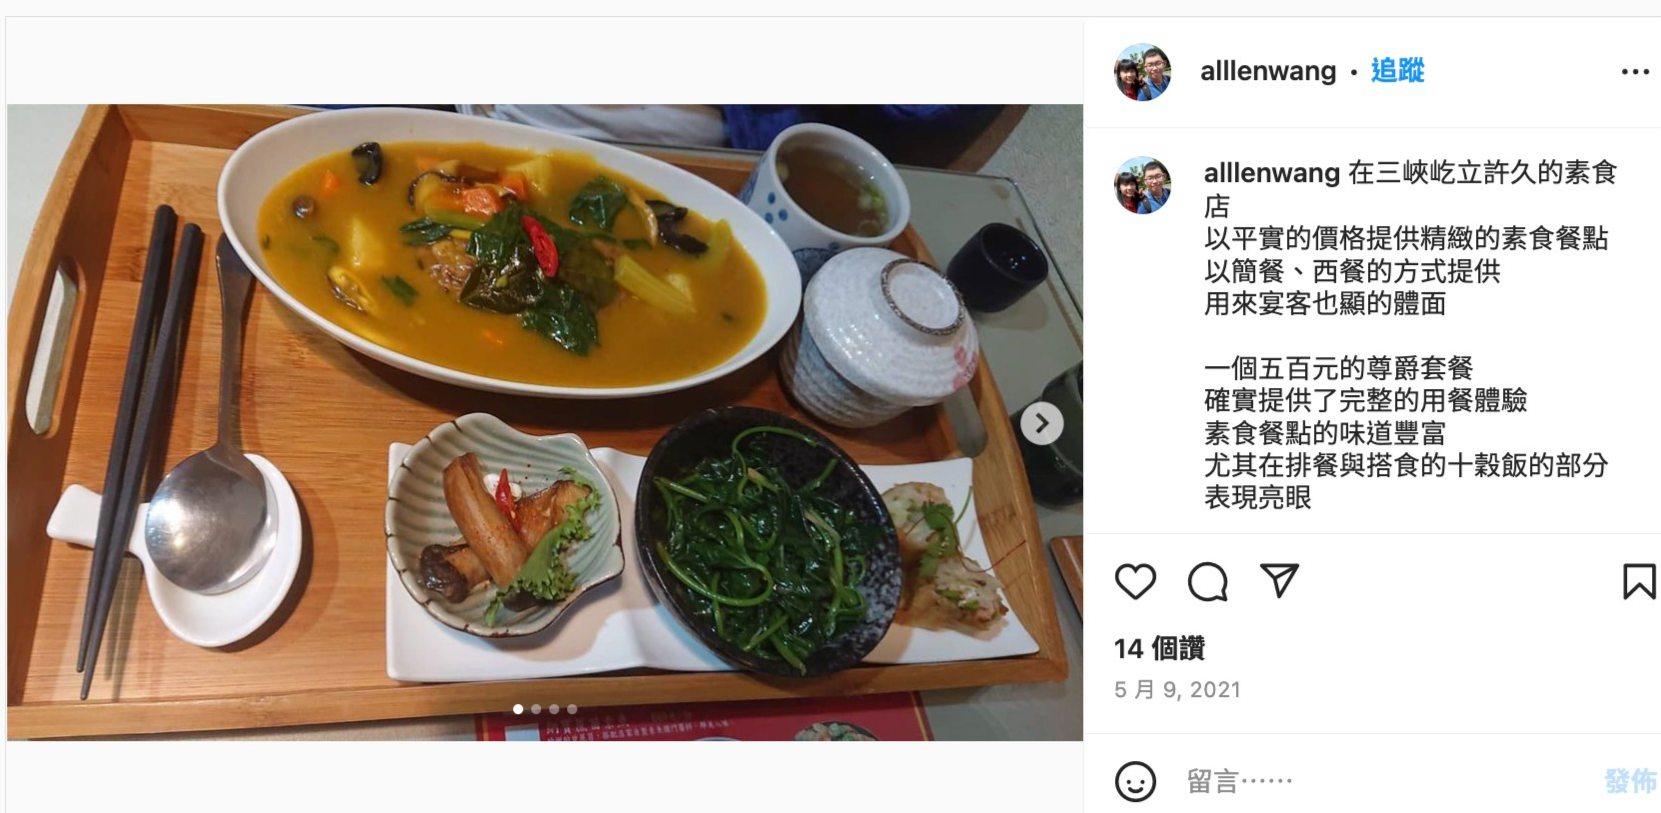 alllenwang • 追蹤
alllenwang 在三峽屹立許久的素食
店
以平實的價格提供精緻的素食餐點
以簡餐、西餐的方式提供
用來宴客也顯的體面
一個五百元的尊爵套餐
確實提供了完整的用餐體驗
素食餐點的味道豐富
尤其在排餐與搭食的十穀飯的部分
表現亮眼
14 個讚
5 月 9, 2021
留言……
發佈